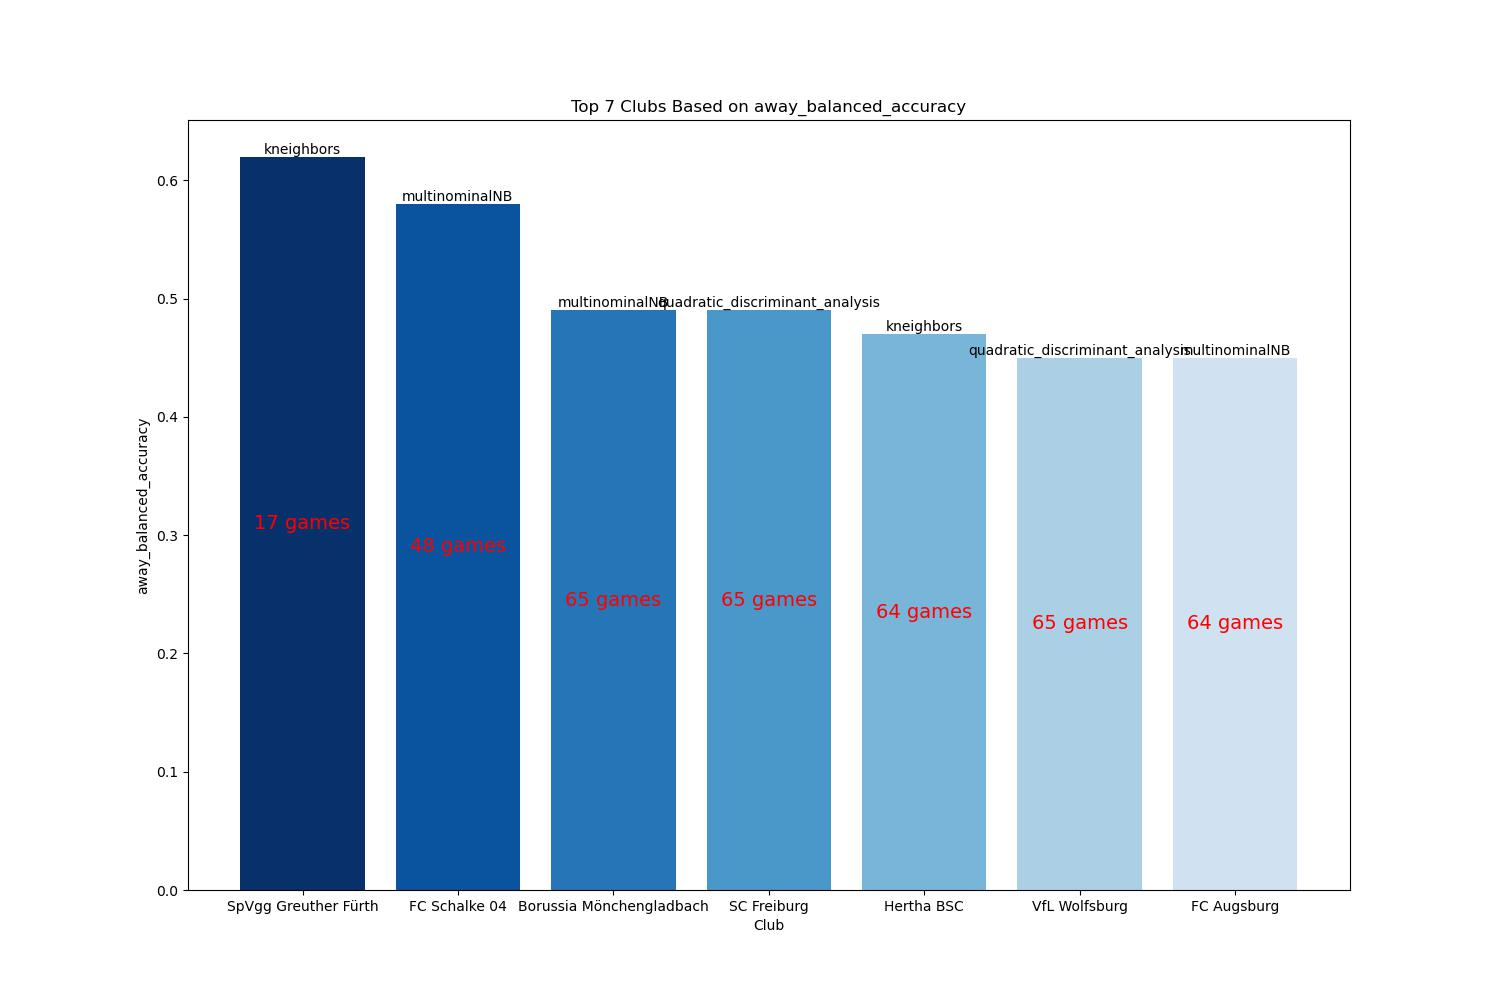 Top 7 Clubs Based on away_balanced_accuracy
kneighbors
multinominalNB
multinominalNB
quadratic_discriminant_analysis
kneighbors
quadratic_discriminant_analysis
multinominalNB
0.6
0.5
0.4
0.3
0.2
0.1
0.0
away_balanced_accuracy
17 games
48 games
65 games
65 games
64 games
65 games
64 games
SpVgg Greuther Fürth
FC Schalke 04
Borussia Mönchengladbach
SC Freiburg
Hertha BSC
VfL Wolfsburg
FC Augsburg
Club